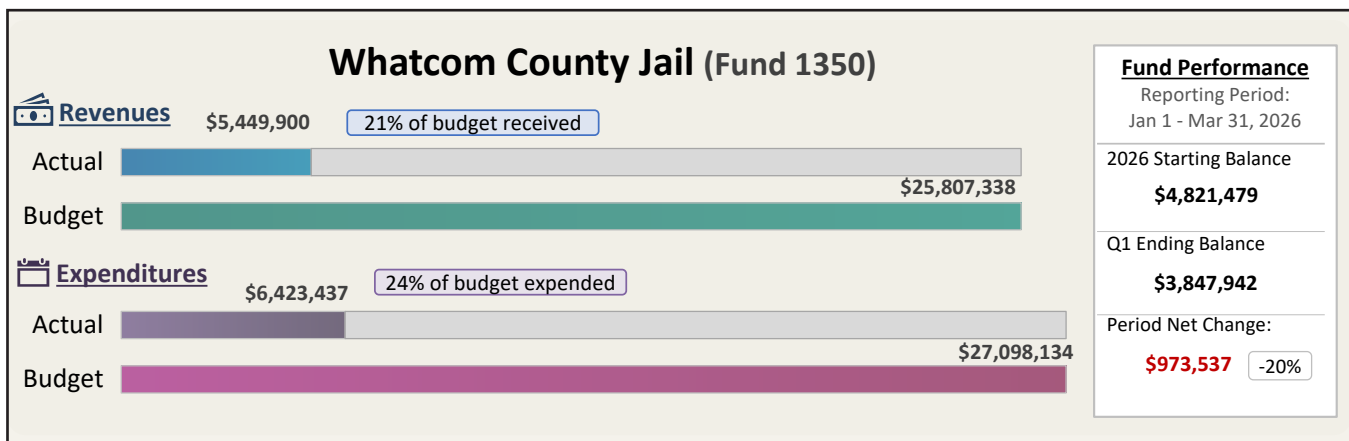 Whatcom County Jail (Fund 1350)
Revenues
$5,449,900
21% of budget received
Actual
$25,807,338
Budget
Expenditures
$6,423,437
24% of budget expended
Actual
$27,098,134
Budget
Fund Performance
Reporting Period:
Jan 1 - Mar 31, 2026
2026 Starting Balance
$4,821,479
Q1 Ending Balance
$3,847,942
Period Net Change:
$973,537
-20%